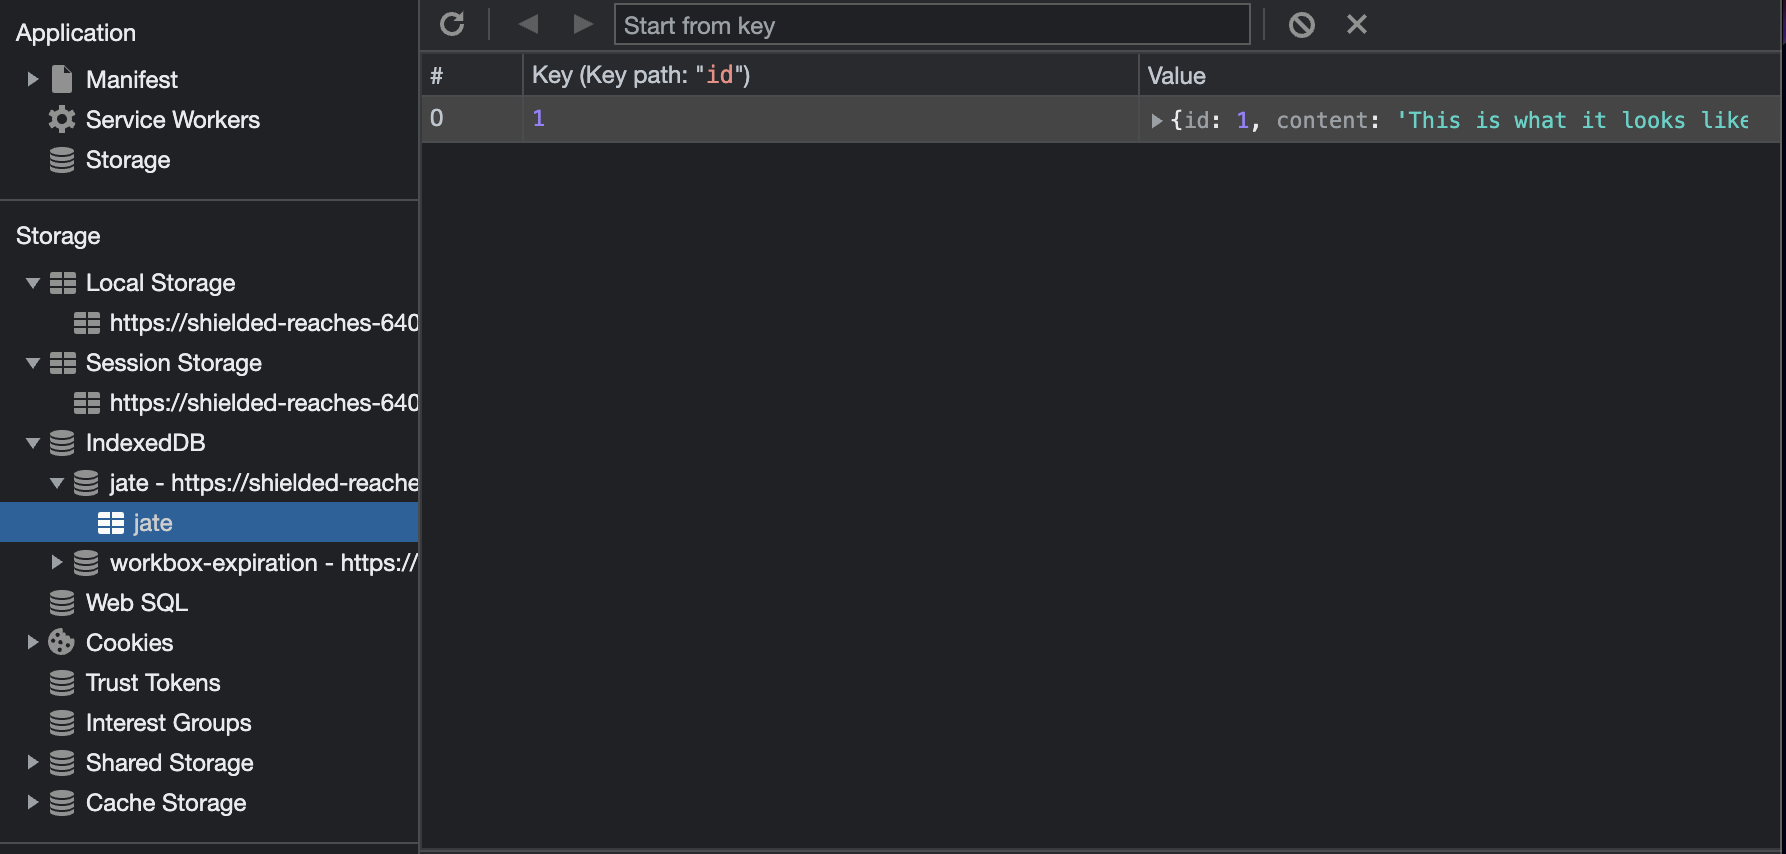 Application
Manifest
Service Workers
Storage
Storage
Local Storage
https://shielded-reaches-640
Session Storage
https://shielded-reaches-640
IndexedDB
jate - https://shielded-reache
jate
workbox-expiration - https://
Web SQL
Cookies
Trust Tokens
Interest Groups
Shared Storage
Cache Storage
Start from key
# Key (Key path: "id") Value
0 1 {id: 1, content: 'This is what it looks like